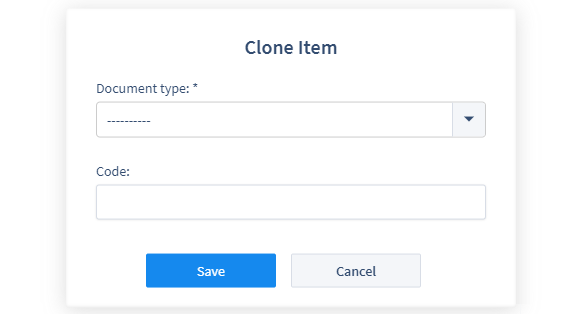 Clone Item
Document type: *
----------
Code:
Save
Cancel